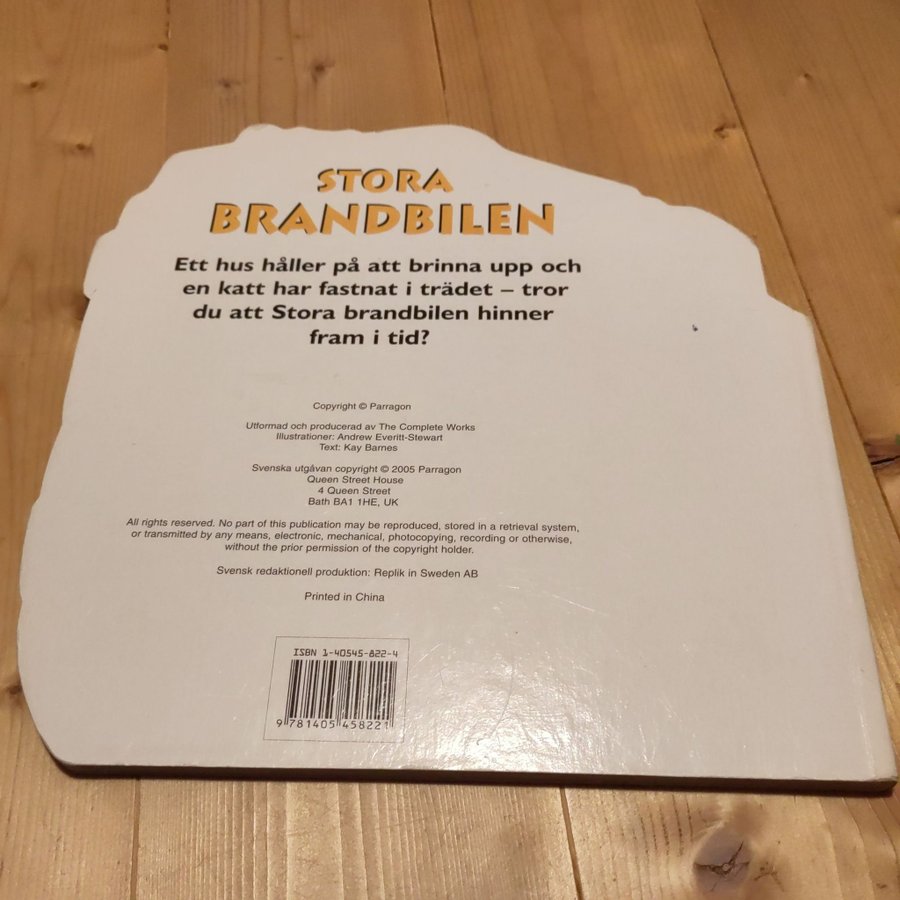 STORA
BRANDBILEN
Ett hus håller på att brinna upp och
en katt har fastnat i trädet – tror
du att Stora brandbilen hinner
fram i tid?
Copyright © Parragon
Utformad och producerad av The Complete Works
Illustrationer: Andrew Everitt-Stewart
Text: Kay Barnes
Svenska utgåvan copyright © 2005 Parragon
Queen Street House
4 Queen Street
Bath BA1 1HE, UK
All rights reserved. No part of this publication may be reproduced, stored in a retrieval system,
or transmitted by any means, electronic, mechanical, photocopying, recording or otherwise,
without the prior permission of the copyright holder.
Svensk redaktionell produktion: Replik in Sweden AB
Printed in China
ISBN 1-40545-822-4
9 781405 458221